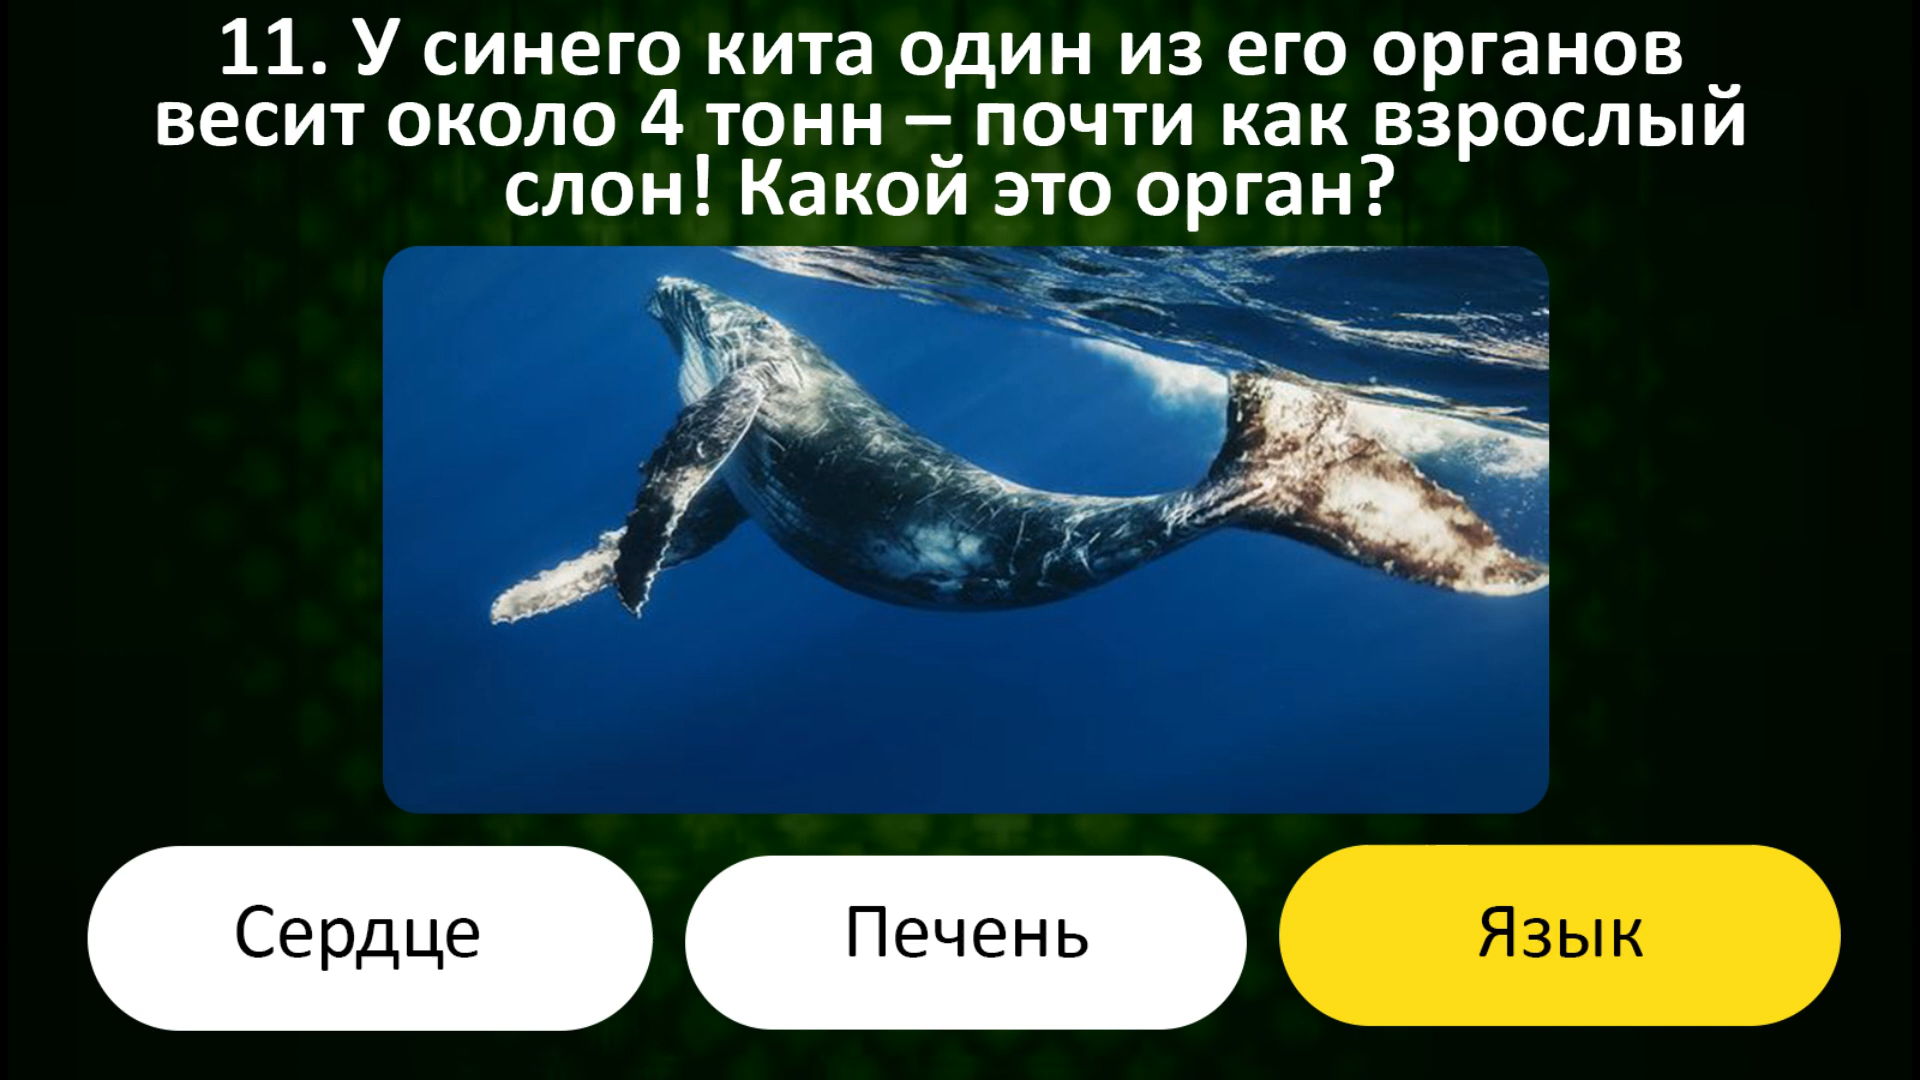 11. У синего кита один из его органов
весит около 4 тонн – почти как взрослый
слон! Какой это орган?
Сердце
Печень
Язык